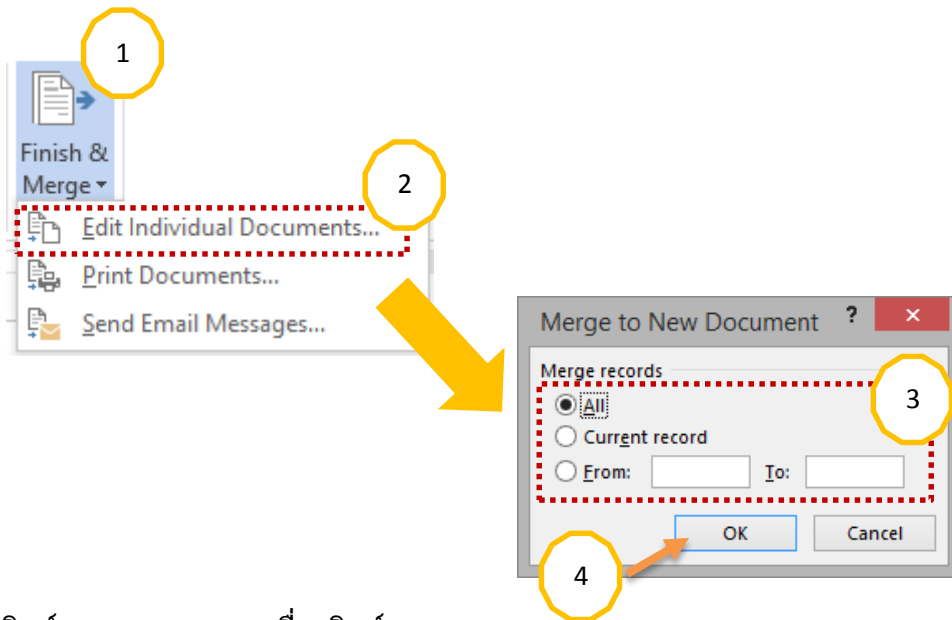 1
Finish &
Merge
2
Edit Individual Documents...
Print Documents...
Send Email Messages...
Merge to New Document ? ×
Merge records
3
All
Current record
From: To:
OK Cancel
4